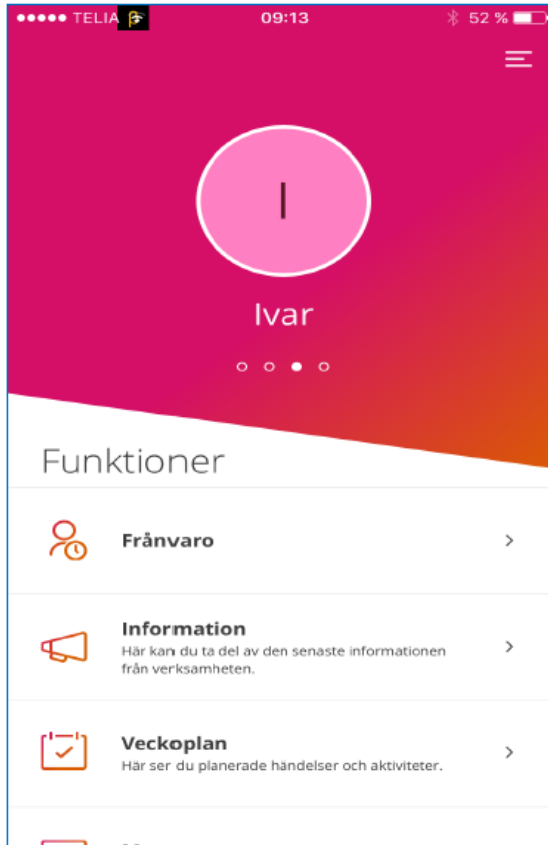 TELIA 09:13 52 %
I
Ivar
Funktioner
Frånvaro
Information
Här kan du ta del av den senaste informationen
från verksamheten.
Veckoplan
Här ser du planerade händelser och aktiviteter.